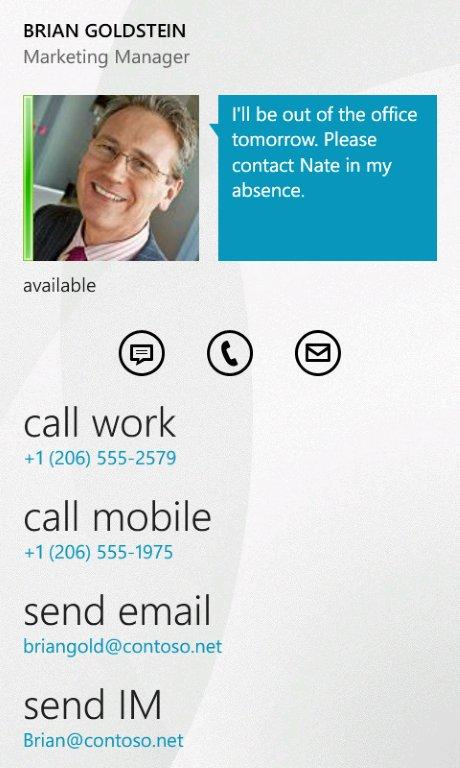 BRIAN GOLDSTEIN
Marketing Manager
I'll be out of the office
tomorrow. Please
contact Nate in my
absence.
available
call work
+1 (206) 555-2579
call mobile
+1 (206) 555-1975
send email
briangold@contoso.net
send IM
Brian@contoso.net